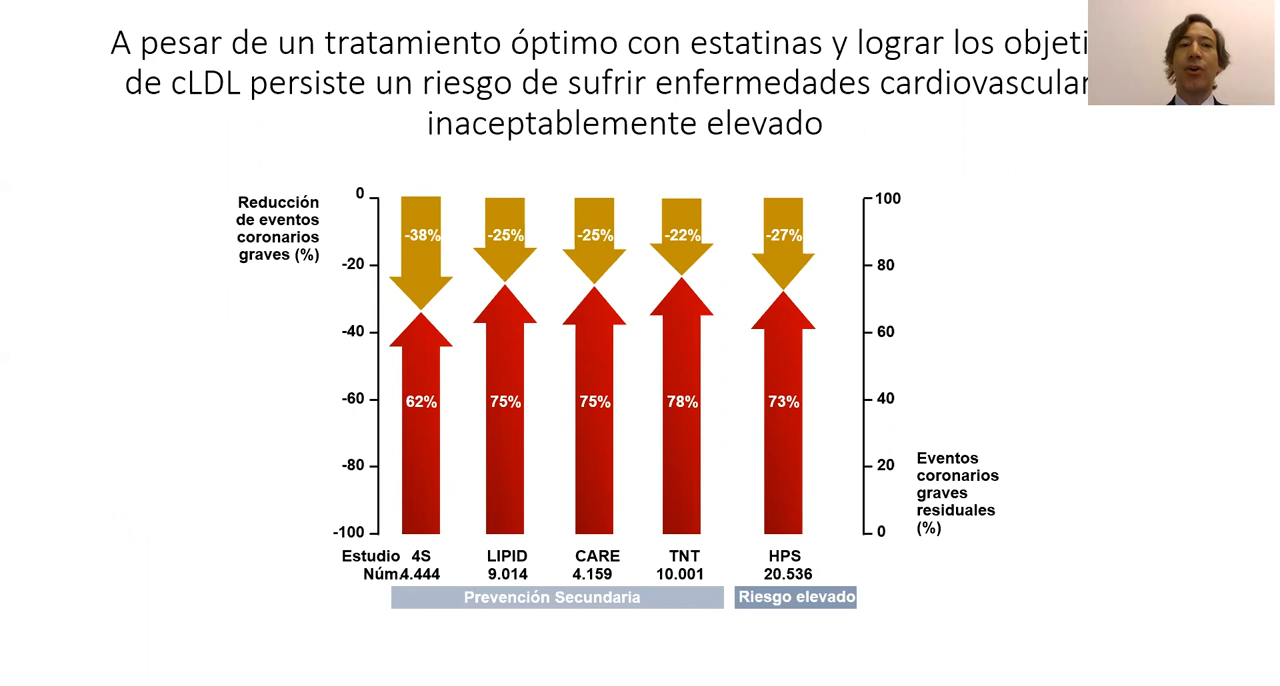 A pesar de un tratamiento óptimo con estatinas y lograr los
de cLDL persiste un riesgo de sufrir enfermedades
inaceptablemente elevado
Reducción
de eventos
coronarios
graves (%)
0
-20
-40
-60
-80
-100
-38%
-25%
-25%
-22%
-27%
62%
75%
75%
78%
73%
100
80
60
40
20
0
Eventos
coronarios
graves
residuales
(%)
Estudio 4S LIPID CARE TNT HPS
Núm. 4.444 9.014 4.159 10.001 20.536
Prevención Secundaria
Riesgo elevado